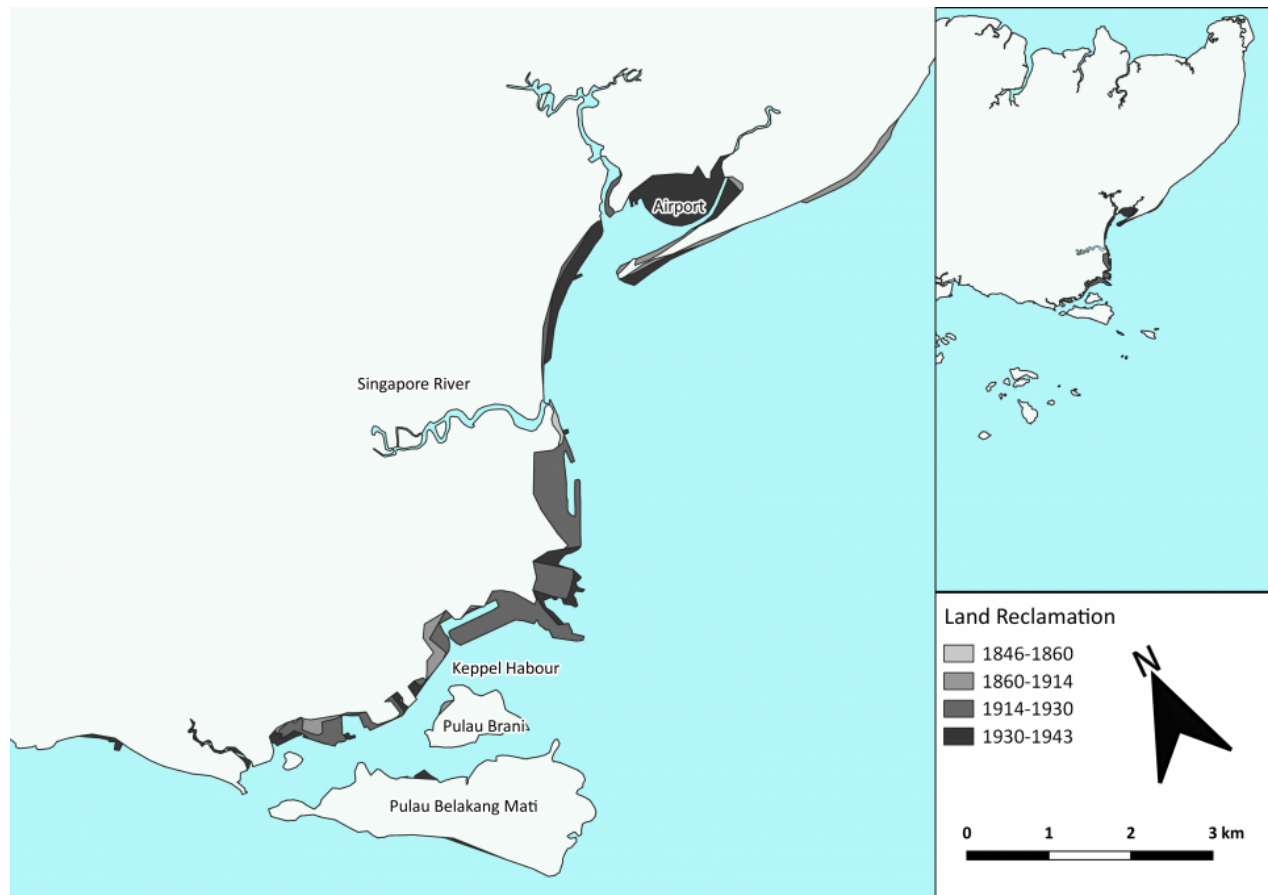 Airport
Singapore River
Keppel Habour
Pulau Brani
Pulau Belakang Mati
Land Reclamation
1846-1860
1860-1914
1914-1930
1930-1943
N
0 1 2 3 km